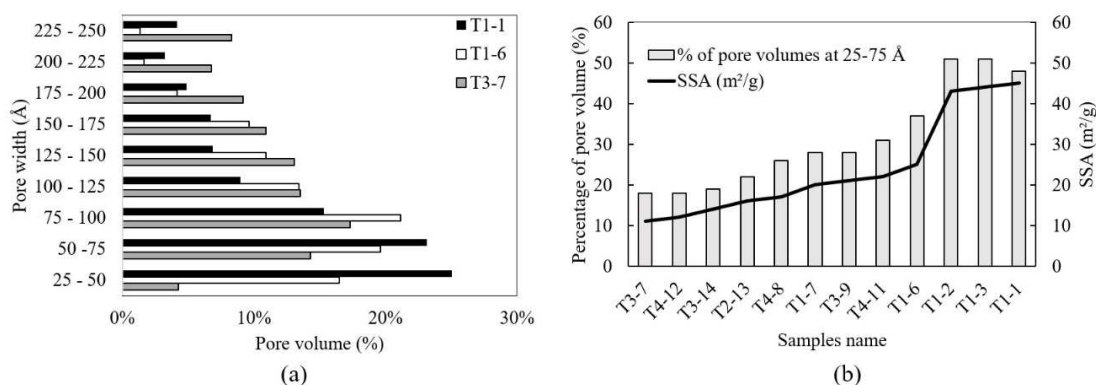 225 - 250
200 - 225
175 - 200
150 - 175
125 - 150
100 - 125
75 - 100
50 -75
25 - 50
Pore width (Å)
0%
10%
20%
30%
Pore volume (%)
T1-1
T1-6
T3-7
(a)
60
50
40
30
20
10
0
Percentage of pore volume (%)
% of pore volumes at 25-75 Å
SSA (m²/g)
60
50
40
30
20
10
0
SSA (m²/g)
T3-7
T4-12
T3-14
T2-13
T4-8
T1-7
T3-9
T4-11
T1-6
T1-2
T1-3
T1-1
Samples name
(b)